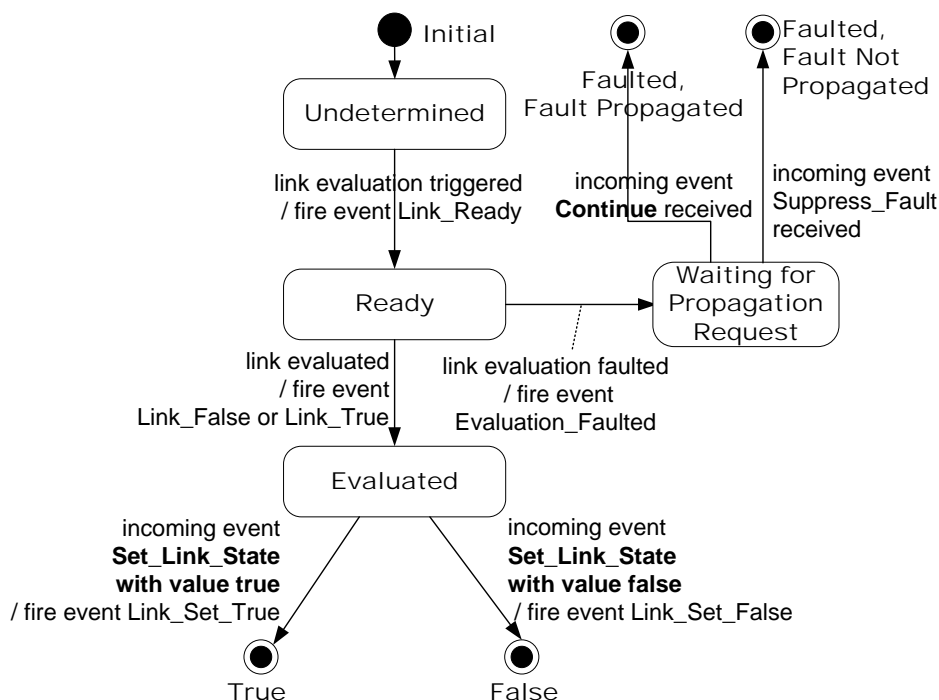 Initial
Faulted,
Fault Propagated
Faulted,
Fault Not
Propagated
Undetermined
link evaluation triggered
/ fire event Link_Ready
incoming event
Continue received
incoming event
Suppress_Fault
received
Ready
Waiting for
Propagation
Request
link evaluated
/ fire event
Link_False or Link_True
link evaluation faulted
/ fire event
Evaluation_Faulted
Evaluated
incoming event
Set_Link_State
with value true
/ fire event Link_Set_True
incoming event
Set_Link_State
with value false
/ fire event Link_Set_False
True
False